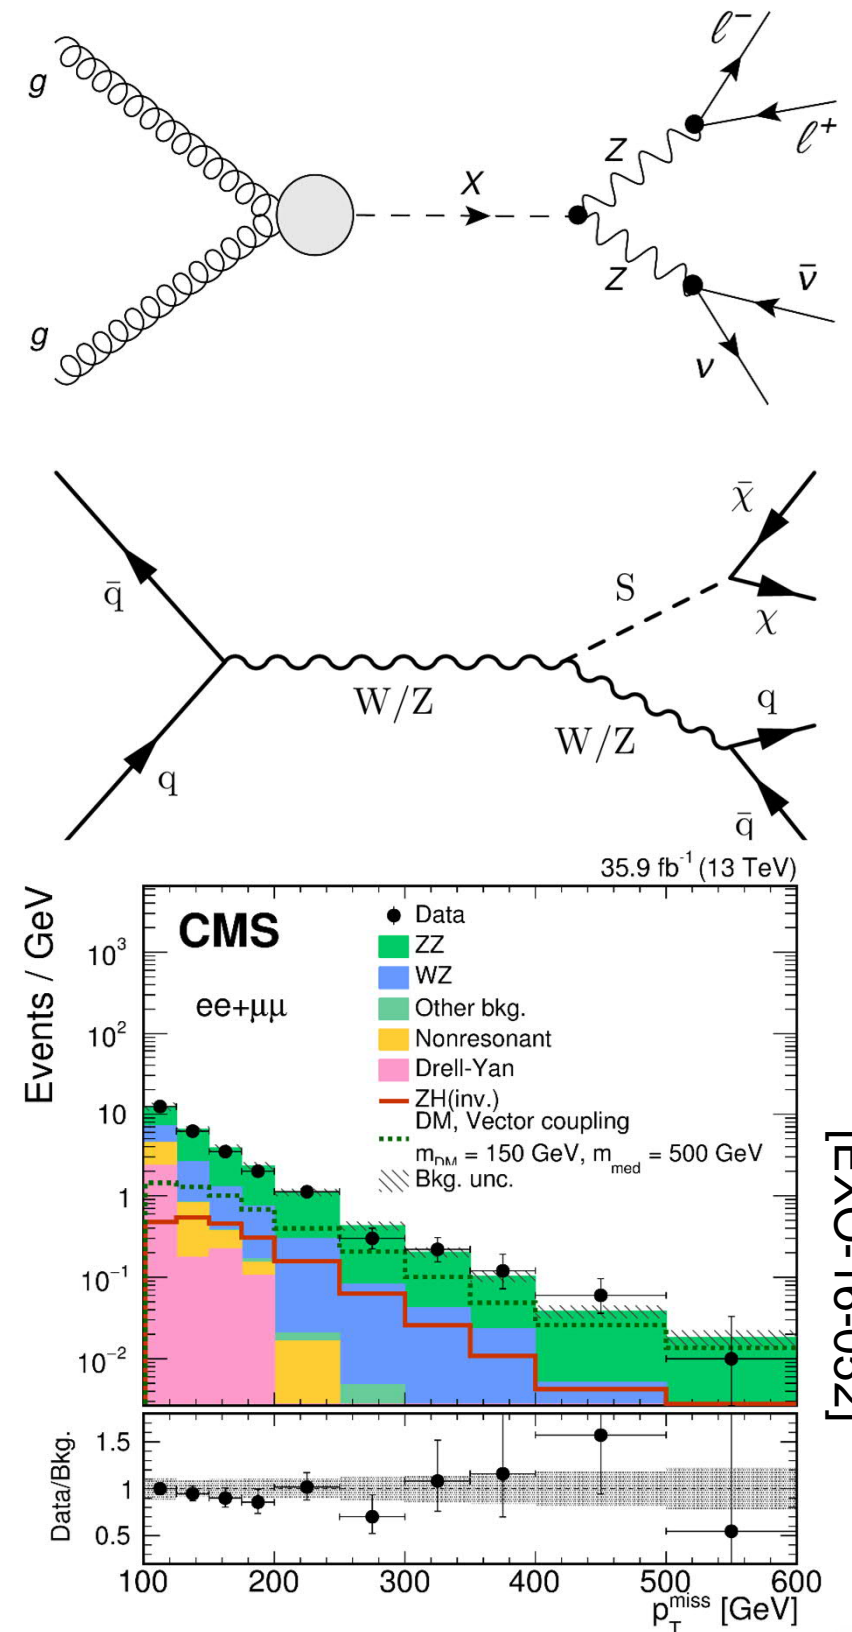 g
g
X
Z
Z
ℓ⁻
ℓ⁺
ν̄
ν
q̄
q
W/Z
S
W/Z
χ̄
χ
q
q̄
35.9 fb⁻¹ (13 TeV)
CMS
ee+μμ
Data
ZZ
WZ
Other bkg.
Nonresonant
Drell-Yan
ZH(inv.)
DM, Vector coupling
m_DM = 150 GeV, m_med = 500 GeV
Bkg. unc.
Events / GeV
10³
10²
10
1
10⁻¹
10⁻²
Data/Bkg.
1.5
1
0.5
100 200 300 400 500 600
p_T^miss [GeV]